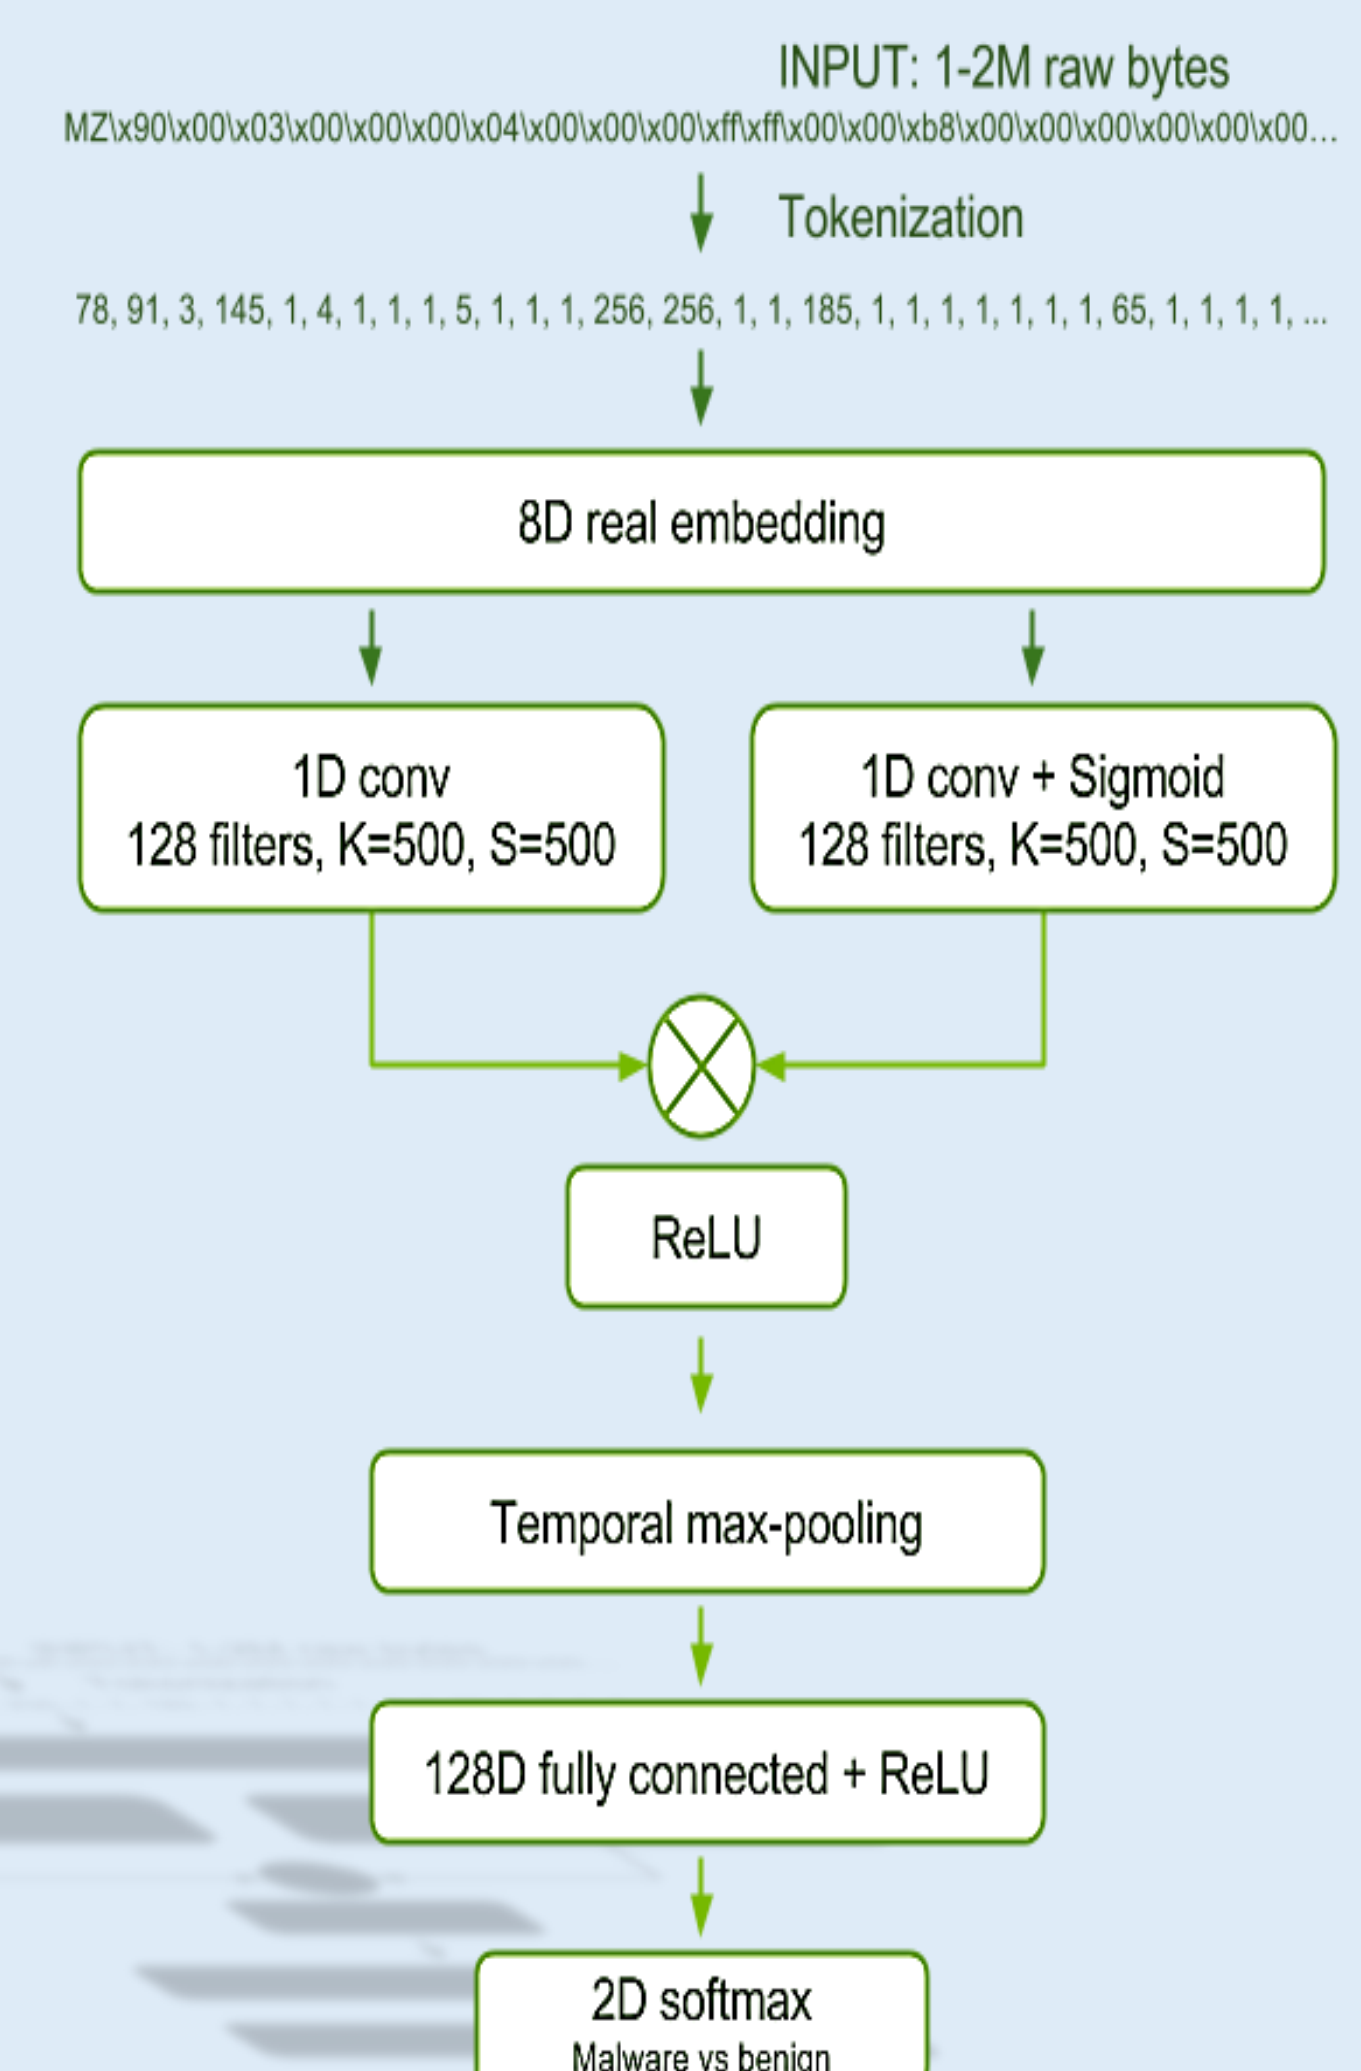 INPUT: 1-2M raw bytes
MZ\x90\x00\x03\x00\x00\x00\x04\x00\x00\x00\xff\xff\x00\x00\xb8\x00\x00\x00\x00\x00\x00...
Tokenization
78, 91, 3, 145, 1, 4, 1, 1, 1, 5, 1, 1, 1, 256, 256, 1, 1, 185, 1, 1, 1, 1, 1, 1, 1, 65, 1, 1, 1, 1, ...
8D real embedding
1D conv
128 filters, K=500, S=500
1D conv + Sigmoid
128 filters, K=500, S=500
ReLU
Temporal max-pooling
128D fully connected + ReLU
2D softmax
Malware vs benign